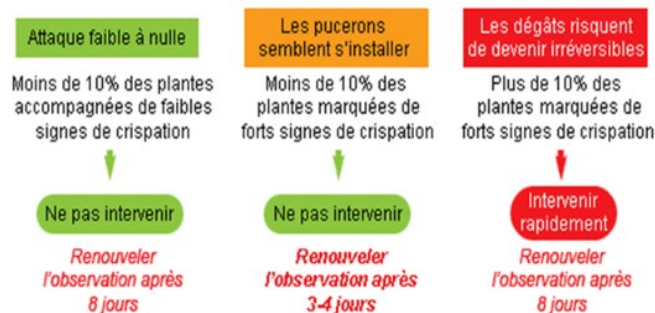 Attaque faible à nulle
Moins de 10% des plantes
accompagnées de faibles
signes de crispation
Ne pas intervenir
Renouveler
l'observation après
8 jours
Les pucerons
semblent s'installer
Moins de 10% des
plantes marquées de
forts signes de crispation
Ne pas intervenir
Renouveler
l'observation après
3-4 jours
Les dégâts risquent
de devenir irréversibles
Plus de 10% des
plantes marquées de
forts signes de crispation
Intervenir
rapidement
Renouveler
l'observation après
8 jours